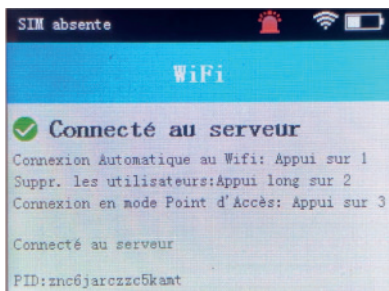 SIM absente
WiFi
Connecté au serveur
Connexion Automatique au Wifi: Appui sur 1
Suppr. les utilisateurs:Appui long sur 2
Connexion en mode Point d'Accès: Appui sur 3
Connecté au serveur
PID:znc6jarczzc5kamt